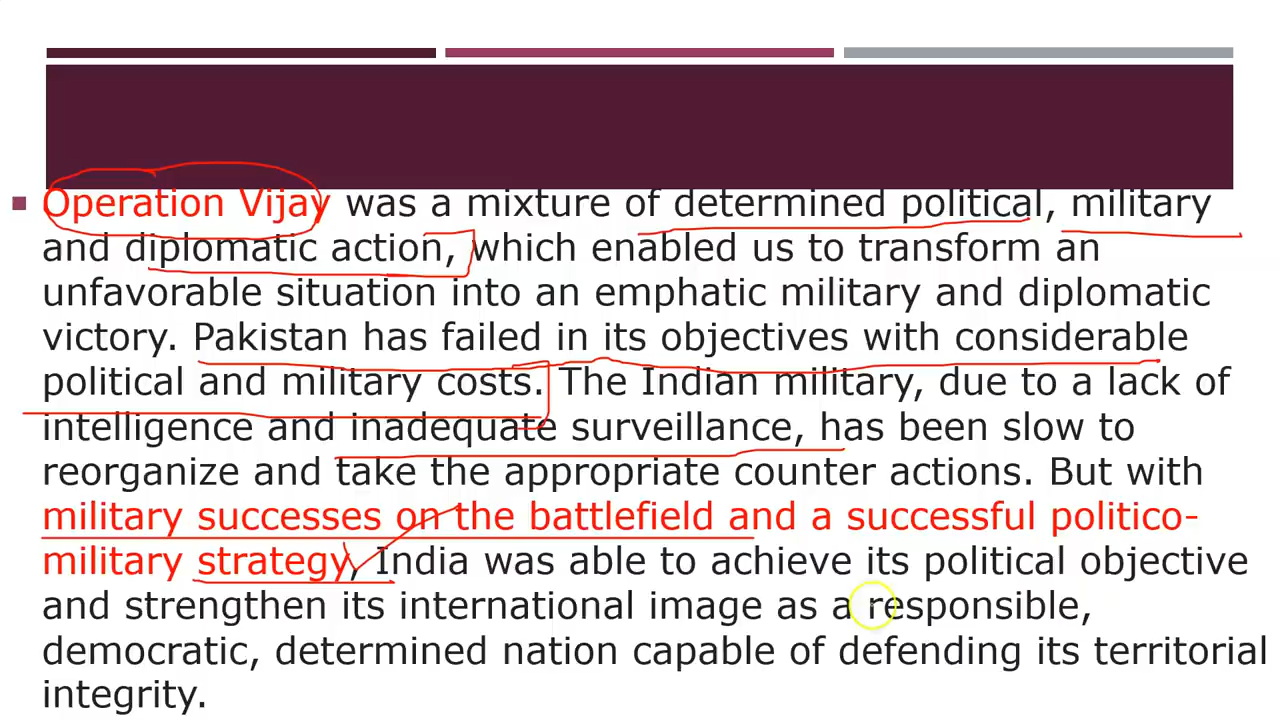 Operation Vijay was a mixture of determined political, military
and diplomatic action, which enabled us to transform an
unfavorable situation into an emphatic military and diplomatic
victory. Pakistan has failed in its objectives with considerable
political and military costs. The Indian military, due to a lack of
intelligence and inadequate surveillance, has been slow to
reorganize and take the appropriate counter actions. But with
military successes on the battlefield and a successful politico-
military strategy, India was able to achieve its political objective
and strengthen its international image as a responsible,
democratic, determined nation capable of defending its territorial
integrity.